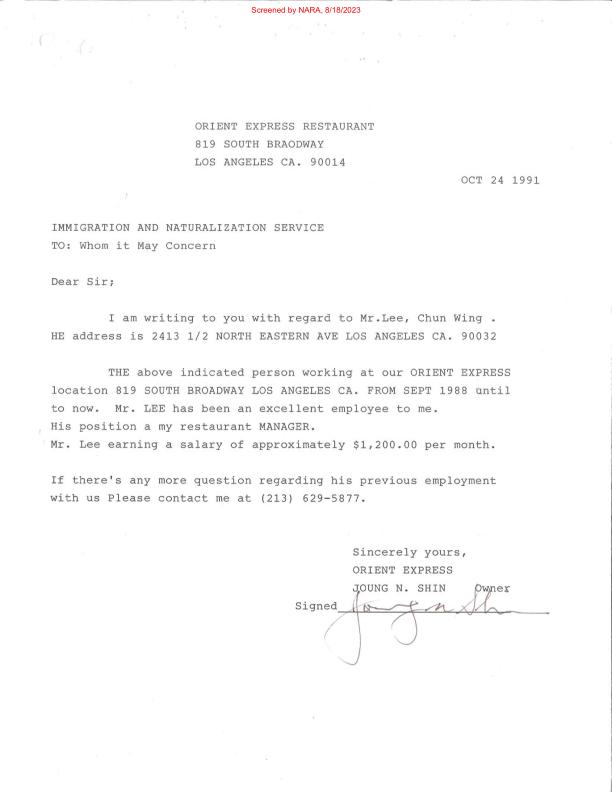 Screened by NARA, 8/18/2023
ORIENT EXPRESS RESTAURANT
819 SOUTH BRAODWAY
LOS ANGELES CA. 90014
OCT 24 1991
IMMIGRATION AND NATURALIZATION SERVICE
TO: Whom it May Concern
Dear Sir;
I am writing to you with regard to Mr.Lee, Chun Wing .
HE address is 2413 1/2 NORTH EASTERN AVE LOS ANGELES CA. 90032
THE above indicated person working at our ORIENT EXPRESS
location 819 SOUTH BROADWAY LOS ANGELES CA. FROM SEPT 1988 until
to now. Mr. LEE has been an excellent employee to me.
His position a my restaurant MANAGER.
Mr. Lee earning a salary of approximately $1,200.00 per month.
If there's any more question regarding his previous employment
with us Please contact me at (213) 629-5877.
Sincerely yours,
ORIENT EXPRESS
JOUNG N. SHIN Owner
Signed Joung n Sh